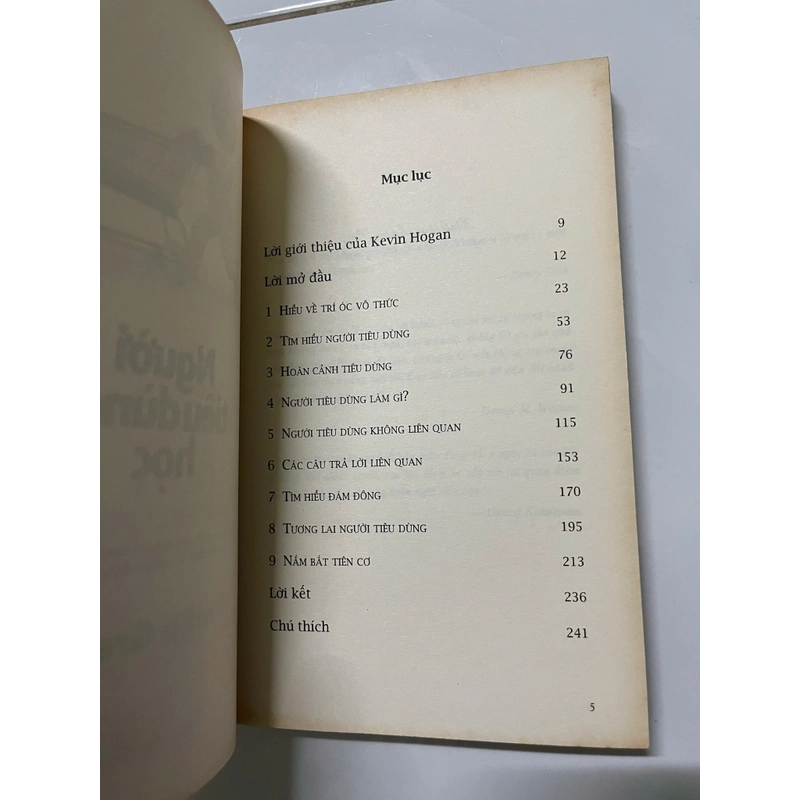 Người
tiêu dùng
học
Mục lục
Lời giới thiệu của Kevin Hogan 9
Lời mở đầu 12
1 Hiểu về trí óc vô thức 23
2 Tìm hiểu người tiêu dùng 53
3 Hoàn cảnh tiêu dùng 76
4 Người tiêu dùng làm gì? 91
5 Người tiêu dùng không liên quan 115
6 Các câu trả lời liên quan 153
7 Tìm hiểu đám đông 170
8 Tương lai người tiêu dùng 195
9 Nắm bắt tiên cơ 213
Lời kết 236
Chú thích 241
5